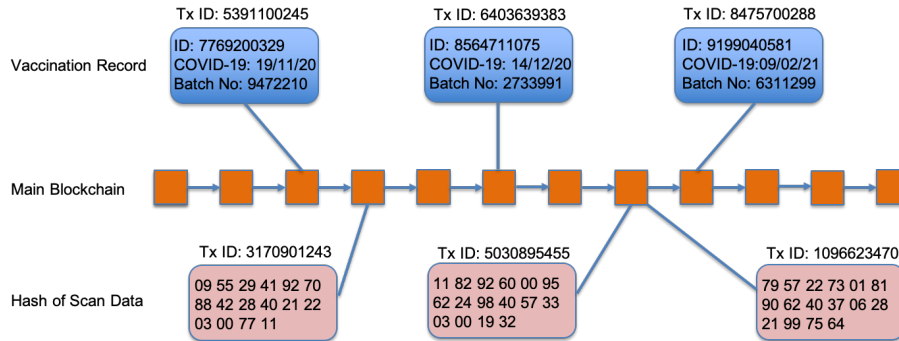 Tx ID: 5391100245
Tx ID: 6403639383
Tx ID: 8475700288
Vaccination Record
ID: 7769200329
COVID-19: 19/11/20
Batch No: 9472210
ID: 8564711075
COVID-19: 14/12/20
Batch No: 2733991
ID: 9199040581
COVID-19:09/02/21
Batch No: 6311299
Main Blockchain
Tx ID: 3170901243
Tx ID: 5030895455
Tx ID: 1096623470
Hash of Scan Data
09 55 29 41 92 70
88 42 28 40 21 22
03 00 77 11
11 82 92 60 00 95
62 24 98 40 57 33
03 00 19 32
79 57 22 73 01 81
90 62 40 37 06 28
21 99 75 64